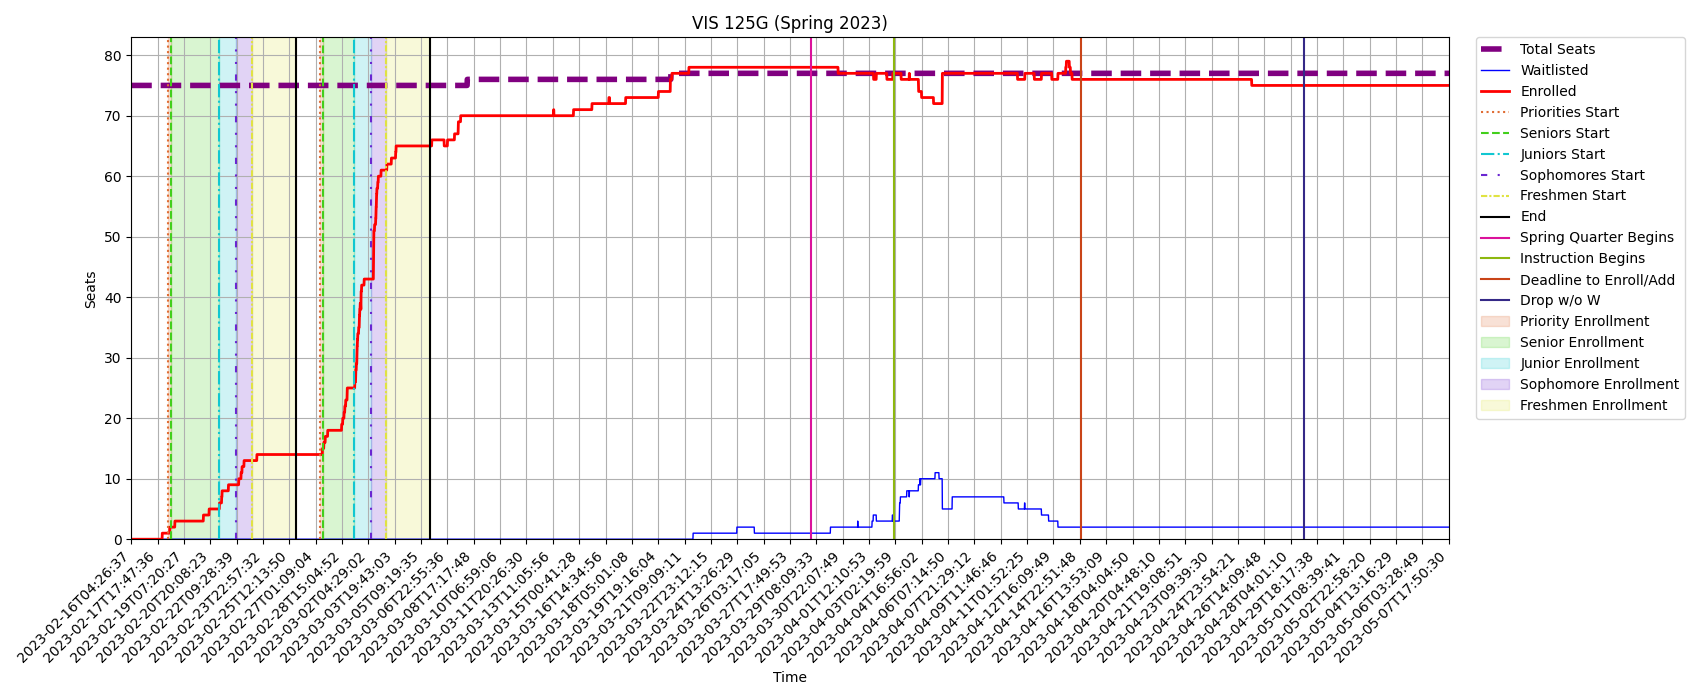 VIS 125G (Spring 2023)
Seats
80
70
60
50
40
30
20
10
0
2023-02-16T04:26:37
2023-02-17T17:47:36
2023-02-19T07:20:27
2023-02-20T20:08:23
2023-02-22T09:28:39
2023-02-23T22:57:32
2023-02-25T12:13:50
2023-02-27T01:09:04
2023-02-28T15:04:52
2023-03-02T04:29:02
2023-03-03T19:43:03
2023-03-05T09:19:35
2023-03-06T22:55:36
2023-03-08T17:17:48
2023-03-10T06:59:06
2023-03-11T20:26:30
2023-03-13T11:05:56
2023-03-15T00:41:28
2023-03-16T14:34:56
2023-03-18T05:01:08
2023-03-19T19:16:04
2023-03-21T09:09:11
2023-03-22T23:12:15
2023-03-24T13:26:29
2023-03-26T03:17:05
2023-03-27T17:49:53
2023-03-29T08:09:33
2023-03-30T22:07:49
2023-04-01T12:10:53
2023-04-03T02:19:59
2023-04-04T16:56:02
2023-04-06T07:14:50
2023-04-07T21:29:12
2023-04-09T11:46:46
2023-04-11T01:52:25
2023-04-12T16:09:49
2023-04-14T22:51:48
2023-04-16T13:53:09
2023-04-18T04:04:50
2023-04-20T04:48:10
2023-04-21T19:08:51
2023-04-23T09:39:30
2023-04-24T23:54:21
2023-04-26T14:09:48
2023-04-28T04:01:10
2023-04-29T18:17:38
2023-05-01T08:39:41
2023-05-02T22:58:20
2023-05-04T13:16:29
2023-05-06T03:28:49
2023-05-07T17:50:30
Time
Total Seats
Waitlisted
Enrolled
Priorities Start
Seniors Start
Juniors Start
Sophomores Start
Freshmen Start
End
Spring Quarter Begins
Instruction Begins
Deadline to Enroll/Add
Drop w/o W
Priority Enrollment
Senior Enrollment
Junior Enrollment
Sophomore Enrollment
Freshmen Enrollment